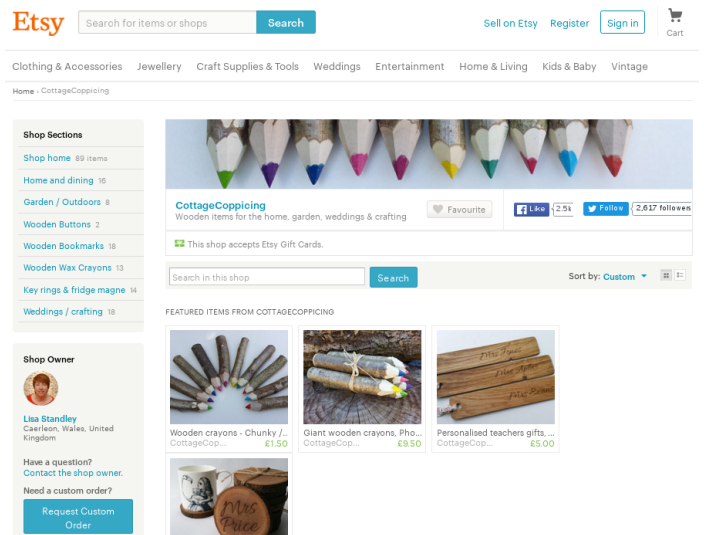 Etsy
Search for items or shops
Search
Sell on Etsy
Register
Sign in
Cart
Clothing & Accessories
Jewellery
Craft Supplies & Tools
Weddings
Entertainment
Home & Living
Kids & Baby
Vintage
Home › CottageCoppicing
Shop Sections
Shop home 89 items
Home and dining 16
Garden / Outdoors 8
Wooden Buttons 2
Wooden Bookmarks 18
Wooden Wax Crayons 13
Key rings & fridge magne 14
Weddings / crafting 18
Shop Owner
Lisa Standley
Caerleon, Wales, United
Kingdom
Have a question?
Contact the shop owner.
Need a custom order?
Request Custom
Order
CottageCoppicing
Wooden items for the home, garden, weddings & crafting
Favourite
Like
2.5k
Follow
2,617 followers
This shop accepts Etsy Gift Cards.
Search in this shop
Search
Sort by: Custom
FEATURED ITEMS FROM COTTAGECOPPICING
Wooden crayons - Chunky /...
CottageCop...
£1.50
Giant wooden crayons, Pho...
CottageCop...
£9.50
Mrs Jones
Personalised teachers gifts, ...
CottageCop...
£5.00
Mrs
Price